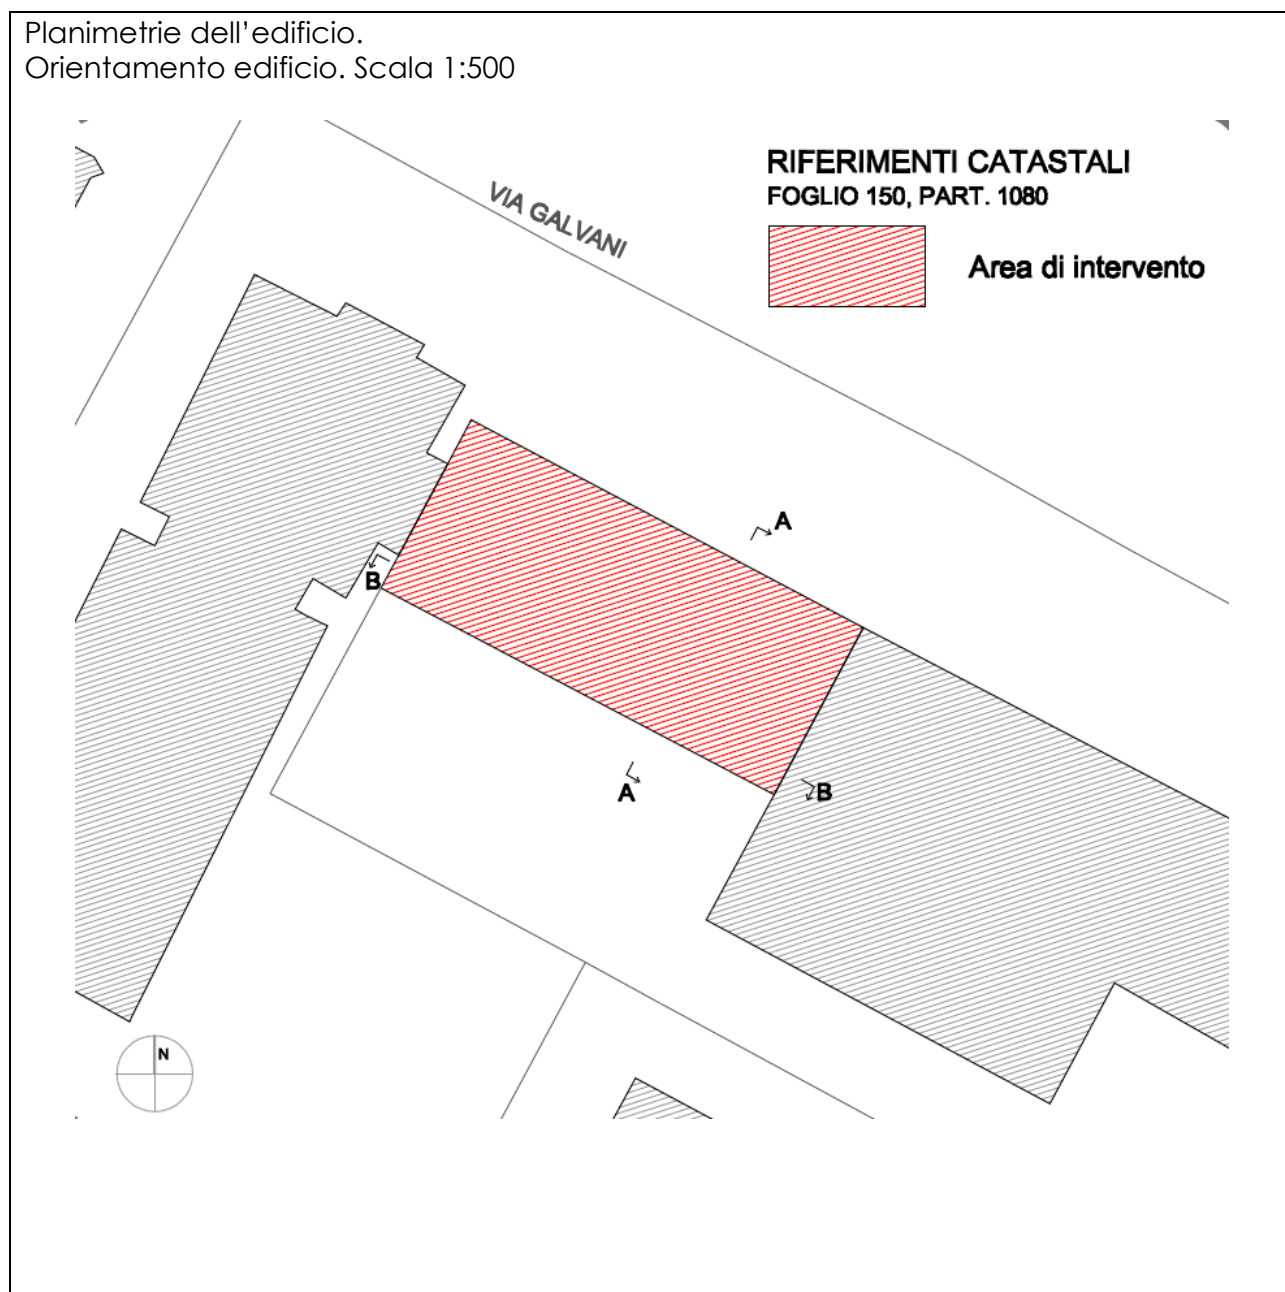 Planimetrie dell’edificio.
Orientamento edificio. Scala 1:500
RIFERIMENTI CATASTALI
FOGLIO 150, PART. 1080
Area di intervento
VIA GALVANI
A
B
A
B
N